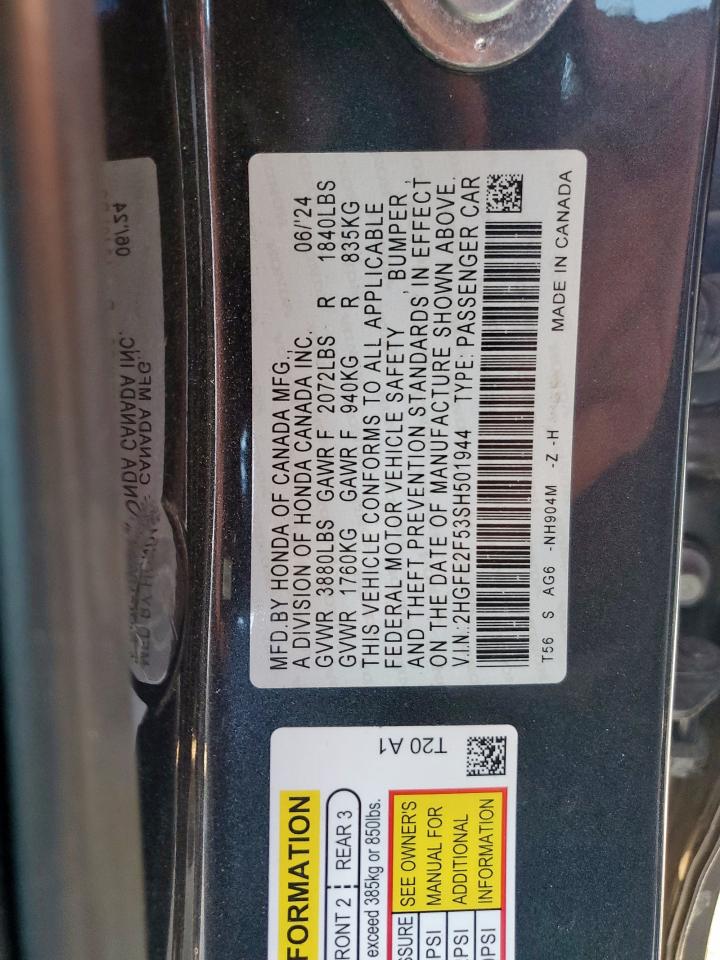 MFD.BY HONDA OF CANADA MFG.,
A DIVISION OF HONDA CANADA INC. 06/'24
GVWR 3880LBS GAWR F 2072LBS R 1840LBS
GVWR 1760KG GAWR F 940KG R 835KG
THIS VEHICLE CONFORMS TO ALL APPLICABLE
FEDERAL MOTOR VEHICLE SAFETY , BUMPER ,
AND THEFT PREVENTION STANDARDS IN EFFECT
ON THE DATE OF MANUFACTURE SHOWN ABOVE.
V.I.N.:2HGFE2F53SH501944 TYPE: PASSENGER CAR
T56 S AG6 -NH904M -Z -H MADE IN CANADA
T20 A1
FORMATION
RONT 2 REAR 3
exceed 385kg or 850lbs.
SSURE SEE OWNER'S
PSI MANUAL FOR
PSI ADDITIONAL
PSI INFORMATION